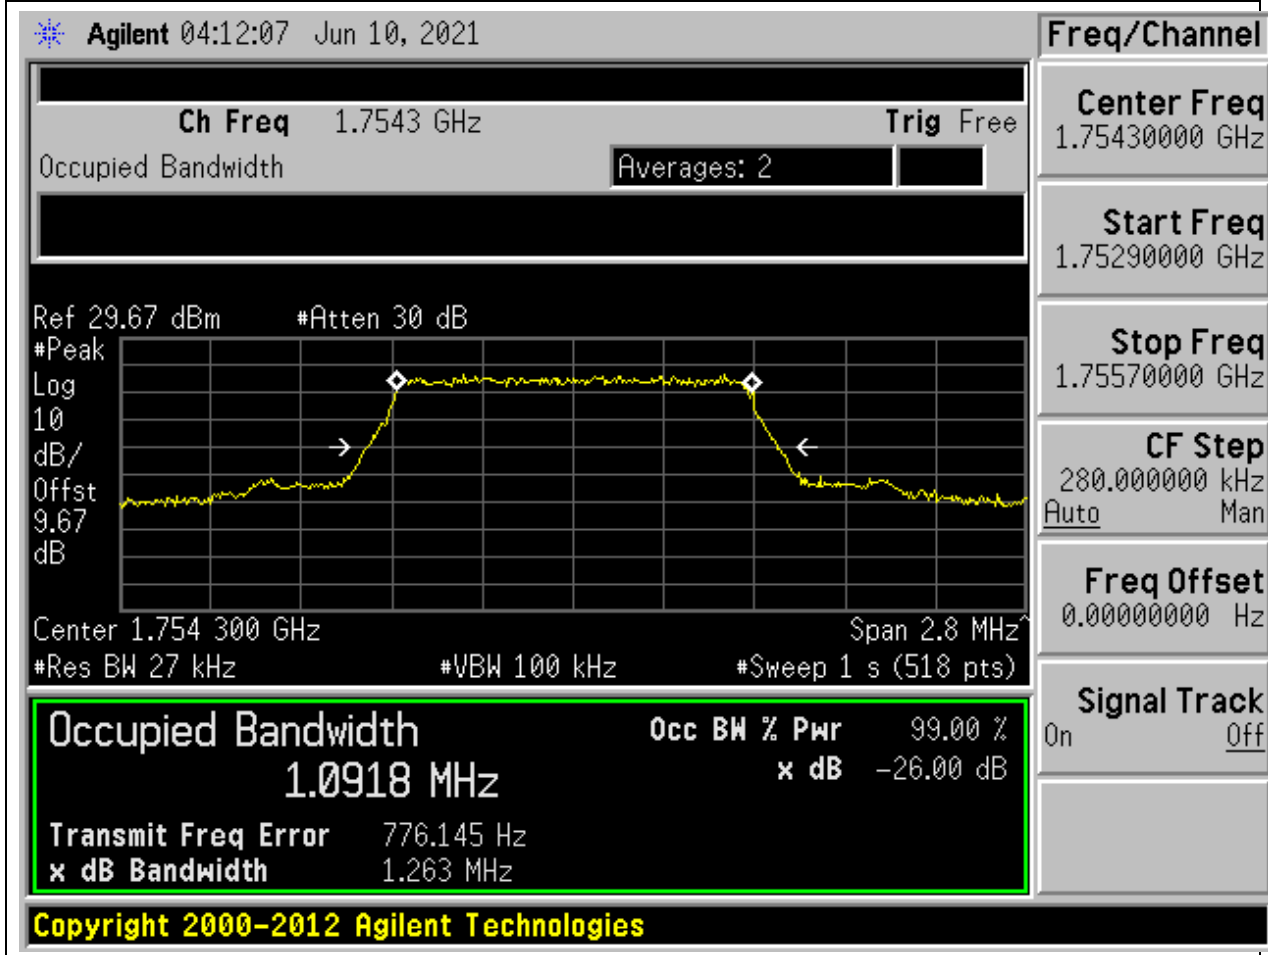 Agilent 04:12:07 Jun 10, 2021
Freq/Channel
Ch Freq 1.7543 GHz Trig Free
Occupied Bandwidth Averages: 2
Ref 29.67 dBm #Atten 30 dB
#Peak
Log
10
dB/
Offst
9.67
dB
Center 1.754 300 GHz Span 2.8 MHz^
#Res BW 27 kHz #VBW 100 kHz #Sweep 1 s (518 pts)
Occupied Bandwidth Occ BW % Pwr 99.00 %
1.0918 MHz x dB -26.00 dB
Transmit Freq Error 776.145 Hz
x dB Bandwidth 1.263 MHz
Copyright 2000-2012 Agilent Technologies
Center Freq
1.75430000 GHz
Start Freq
1.75290000 GHz
Stop Freq
1.75570000 GHz
CF Step
280.000000 kHz
Auto Man
Freq Offset
0.00000000 Hz
Signal Track
On Off